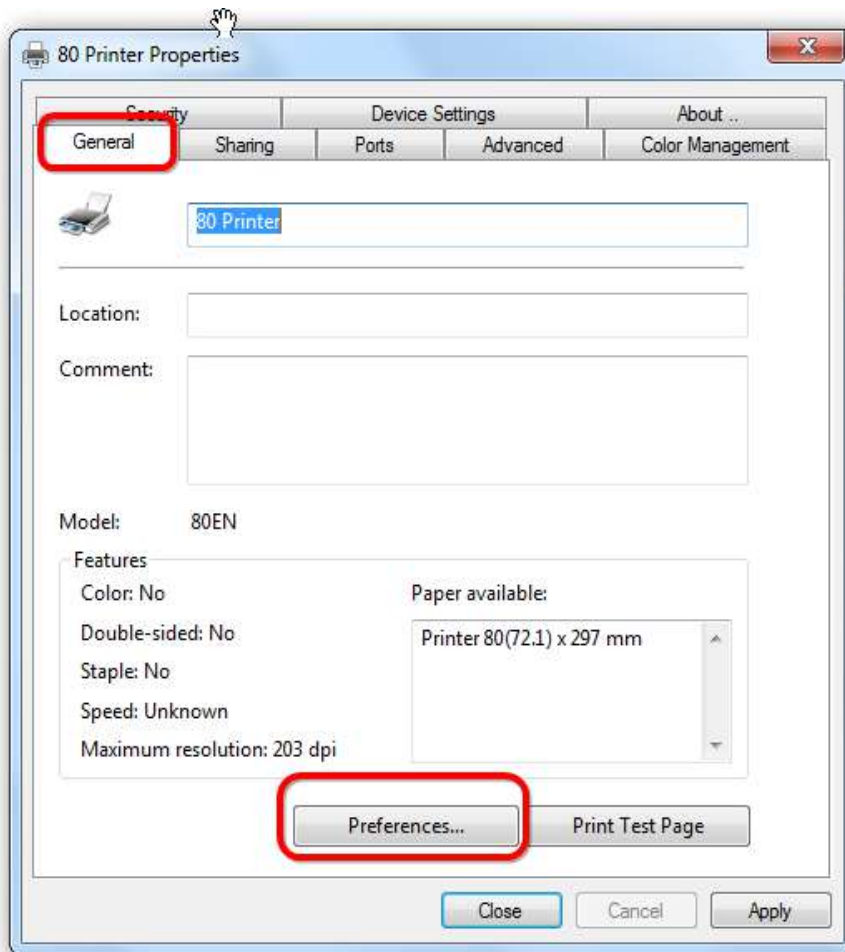 80 Printer Properties
Security Device Settings About ..
General Sharing Ports Advanced Color Management
80 Printer
Location:
Comment:
Model: 80EN
Features
Color: No Paper available:
Double-sided: No Printer 80(72.1) x 297 mm
Staple: No
Speed: Unknown
Maximum resolution: 203 dpi
Preferences... Print Test Page
Close Cancel Apply